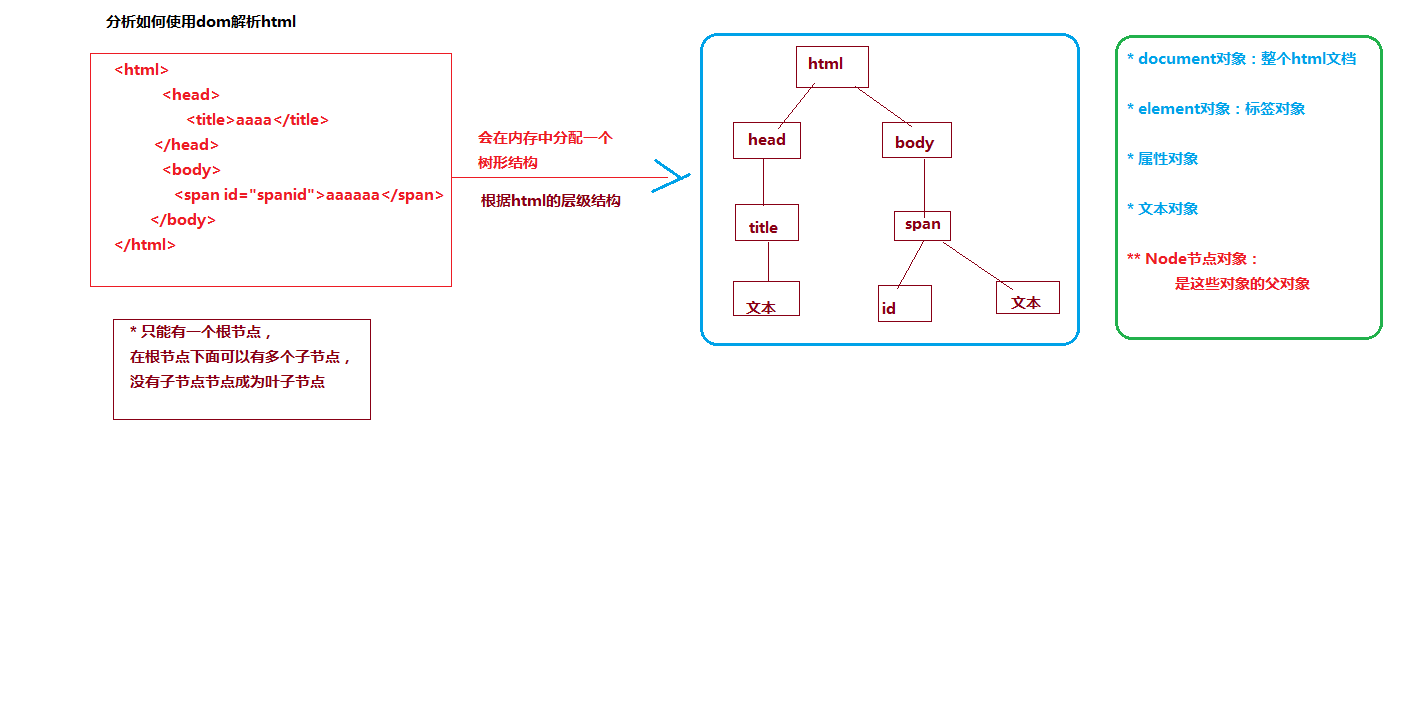 分析如何使用dom解析html
<html>
<head>
<title>aaaa</title>
</head>
<body>
<span id="spanid">aaaaaa</span>
</body>
</html>
* 只能有一个根节点，
在根节点下面可以有多个子节点，
没有子节点节点成为叶子节点
会在内存中分配一个
树形结构
根据html的层级结构
html
head
body
title
span
文本
id
文本
* document对象：整个html文档
* element对象：标签对象
* 属性对象
* 文本对象
** Node节点对象：
是这些对象的父对象